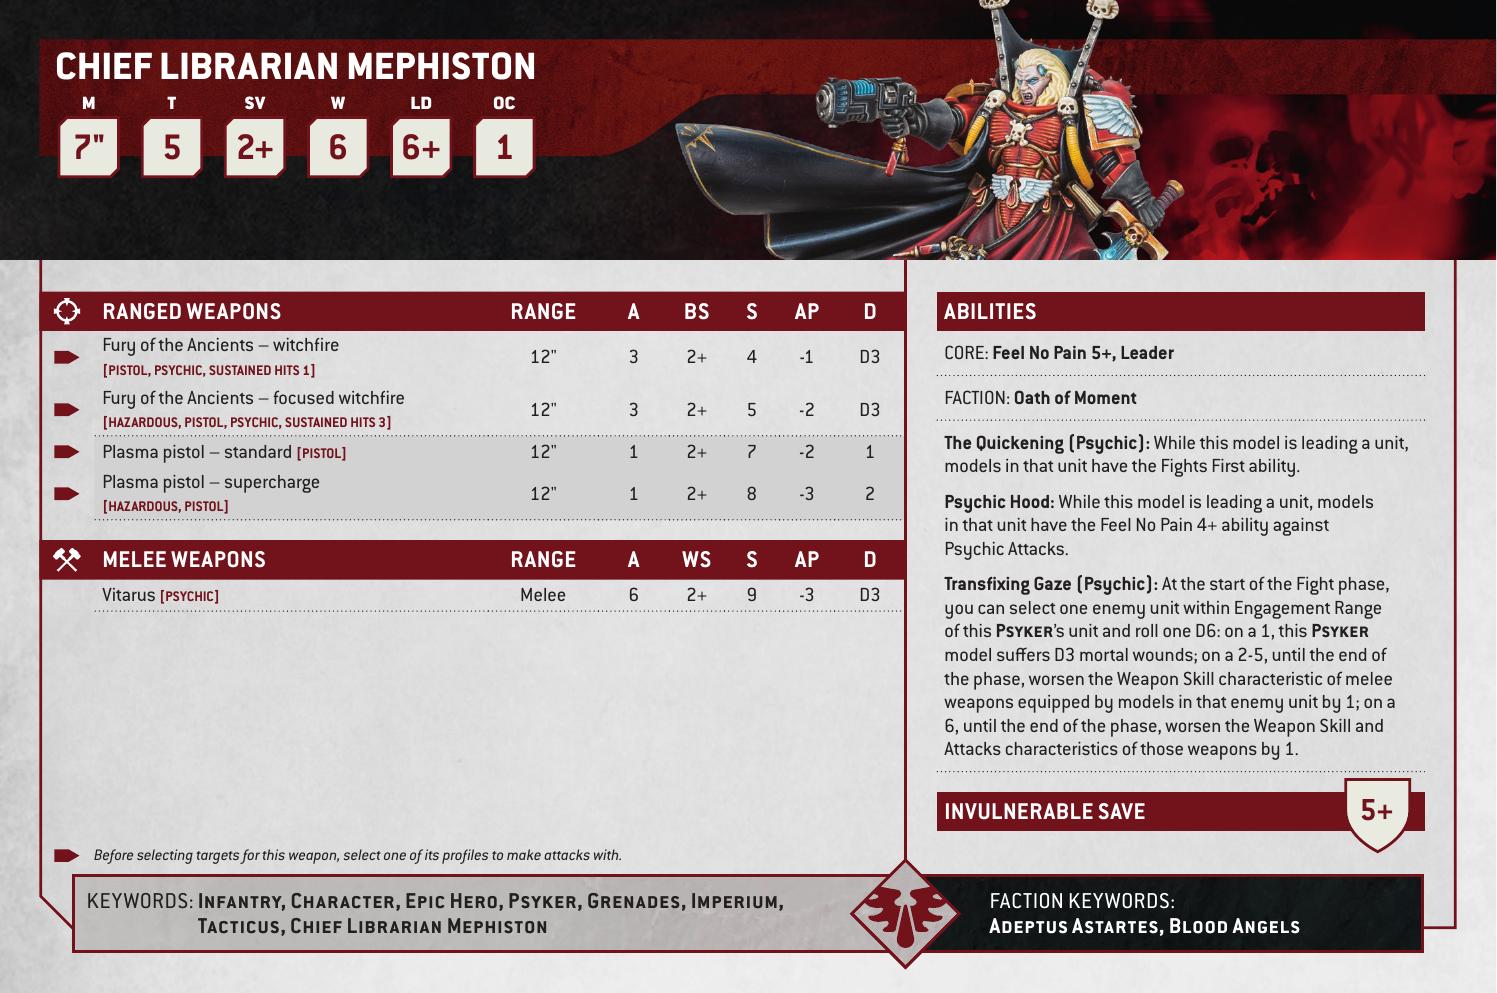 CHIEF LIBRARIAN MEPHISTON
M T SV W LD OC
7" 5 2+ 6 6+ 1
RANGED WEAPONS RANGE A BS S AP D
Fury of the Ancients – witchfire
[PISTOL, PSYCHIC, SUSTAINED HITS 1]
12" 3 2+ 4 -1 D3
Fury of the Ancients – focused witchfire
[HAZARDOUS, PISTOL, PSYCHIC, SUSTAINED HITS 3]
12" 3 2+ 5 -2 D3
Plasma pistol – standard [PISTOL] 12" 1 2+ 7 -2 1
Plasma pistol – supercharge
[HAZARDOUS, PISTOL]
12" 1 2+ 8 -3 2
MELEE WEAPONS RANGE A WS S AP D
Vitarus [PSYCHIC] Melee 6 2+ 9 -3 D3
Before selecting targets for this weapon, select one of its profiles to make attacks with.
ABILITIES
CORE: Feel No Pain 5+, Leader
FACTION: Oath of Moment
The Quickening (Psychic): While this model is leading a unit,
models in that unit have the Fights First ability.
Psychic Hood: While this model is leading a unit, models
in that unit have the Feel No Pain 4+ ability against
Psychic Attacks.
Transfixing Gaze (Psychic): At the start of the Fight phase,
you can select one enemy unit within Engagement Range
of this PSYKER's unit and roll one D6: on a 1, this PSYKER
model suffers D3 mortal wounds; on a 2-5, until the end of
the phase, worsen the Weapon Skill characteristic of melee
weapons equipped by models in that enemy unit by 1; on a
6, until the end of the phase, worsen the Weapon Skill and
Attacks characteristics of those weapons by 1.
INVULNERABLE SAVE 5+
KEYWORDS: INFANTRY, CHARACTER, EPIC HERO, PSYKER, GRENADES, IMPERIUM,
TACTICUS, CHIEF LIBRARIAN MEPHISTON
FACTION KEYWORDS:
ADEPTUS ASTARTES, BLOOD ANGELS